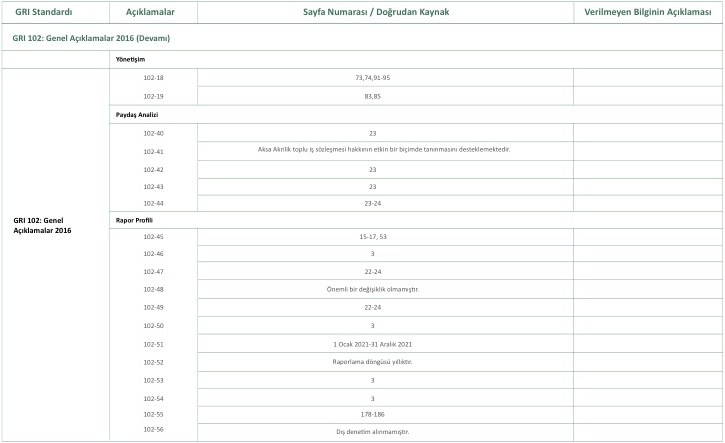 GRI Standardı Açıklamalar Sayfa Numarası / Doğrudan Kaynak Verilmeyen Bilginin Açıklaması
GRI 102: Genel Açıklamalar 2016 (Devamı)
Yönetişim
102-18 73,74,91-95
102-19 83,85
Paydaş Analizi
102-40 23
102-41 Aksa Akrilik toplu iş sözleşmesi hakkının etkin bir biçimde tanınmasını desteklemektedir.
102-42 23
102-43 23
102-44 23-24
GRI 102: Genel
Açıklamalar 2016
Rapor Profili
102-45 15-17, 53
102-46 3
102-47 22-24
102-48 Önemli bir değişiklik olmamıştır.
102-49 22-24
102-50 3
102-51 1 Ocak 2021-31 Aralık 2021
102-52 Raporlama döngüsü yıllıktır.
102-53 3
102-54 3
102-55 178-186
102-56 Dış denetim alınmamıştır.